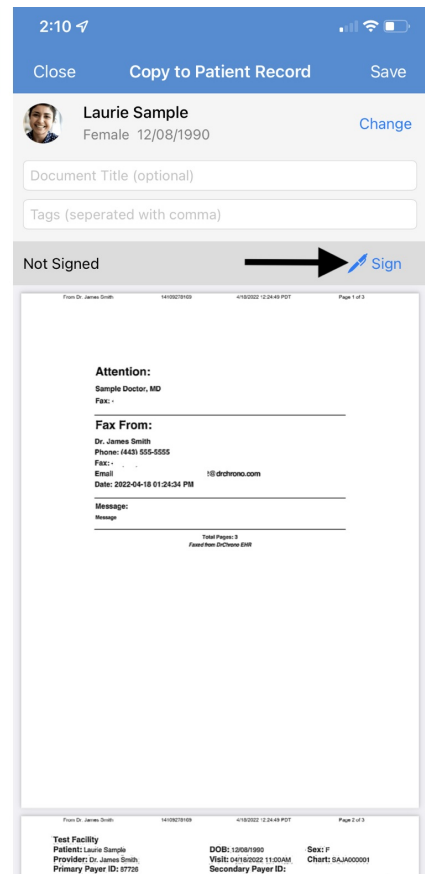 2:10
Close Copy to Patient Record Save
Laurie Sample
Female 12/08/1990
Change
Document Title (optional)
Tags (seperated with comma)
Not Signed Sign
From Dr. James Smith 14109278169 4/18/2022 12:24:49 PDT Page 1 of 3
Attention:
Sample Doctor, MD
Fax: -
Fax From:
Dr. James Smith
Phone: (443) 555-5555
Fax: -
Email @drchrono.com
Date: 2022-04-18 01:24:34 PM
Message:
Message
Total Pages: 3
Faxed from DrChrono EHR
From Dr. James Smith 14109278169 4/18/2022 12:24:49 PDT Page 2 of 3
Test Facility
Patient: Laurie Sample DOB: 12/08/1990 Sex: F
Provider: Dr. James Smith Visit: 04/18/2022 11:00AM Chart: SAJA000001
Primary Payer ID: 87726 Secondary Payer ID: